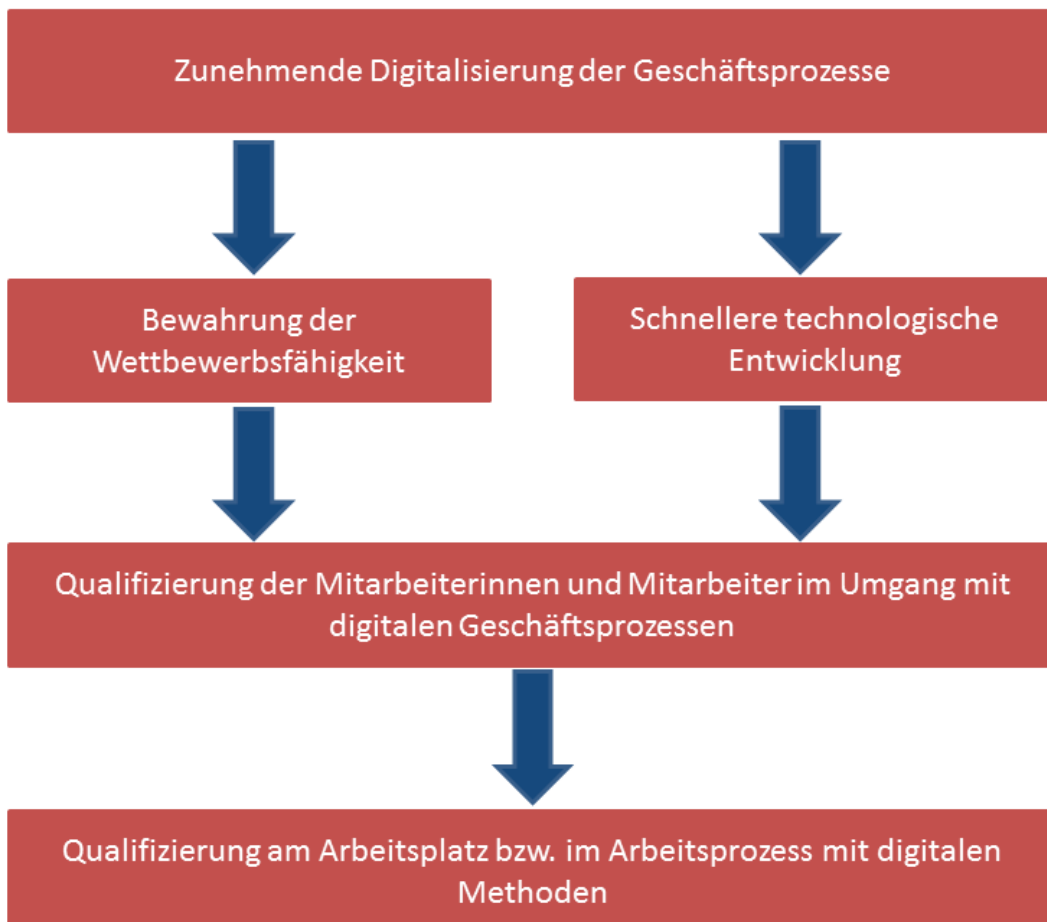 Zunehmende Digitalisierung der Geschäftsprozesse
Bewahrung der
Wettbewerbsfähigkeit
Schnellere technologische
Entwicklung
Qualifizierung der Mitarbeiterinnen und Mitarbeiter im Umgang mit
digitalen Geschäftsprozessen
Qualifizierung am Arbeitsplatz bzw. im Arbeitsprozess mit digitalen
Methoden